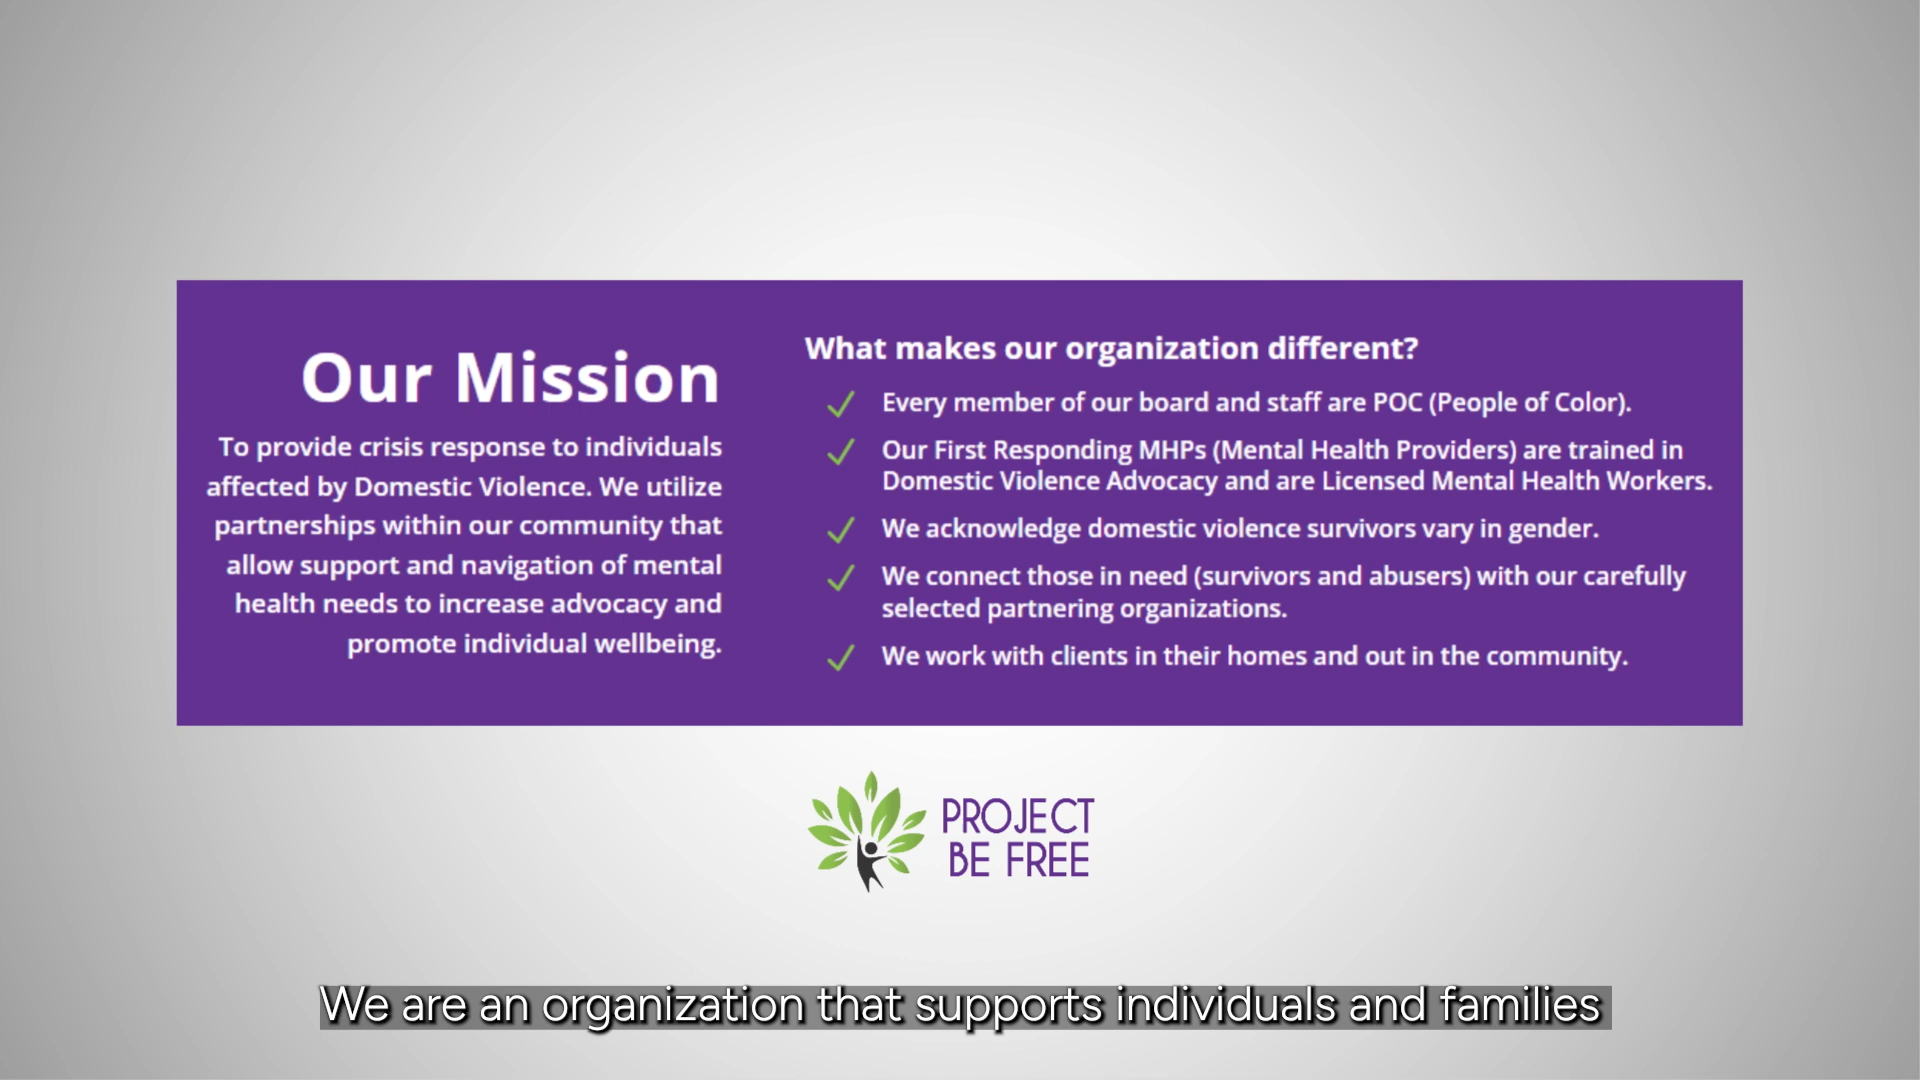 Our Mission
To provide crisis response to individuals
affected by Domestic Violence. We utilize
partnerships within our community that
allow support and navigation of mental
health needs to increase advocacy and
promote individual wellbeing.
What makes our organization different?
Every member of our board and staff are POC (People of Color).
Our First Responding MHPs (Mental Health Providers) are trained in
Domestic Violence Advocacy and are Licensed Mental Health Workers.
We acknowledge domestic violence survivors vary in gender.
We connect those in need (survivors and abusers) with our carefully
selected partnering organizations.
We work with clients in their homes and out in the community.
PROJECT
BE FREE
We are an organization that supports individuals and families